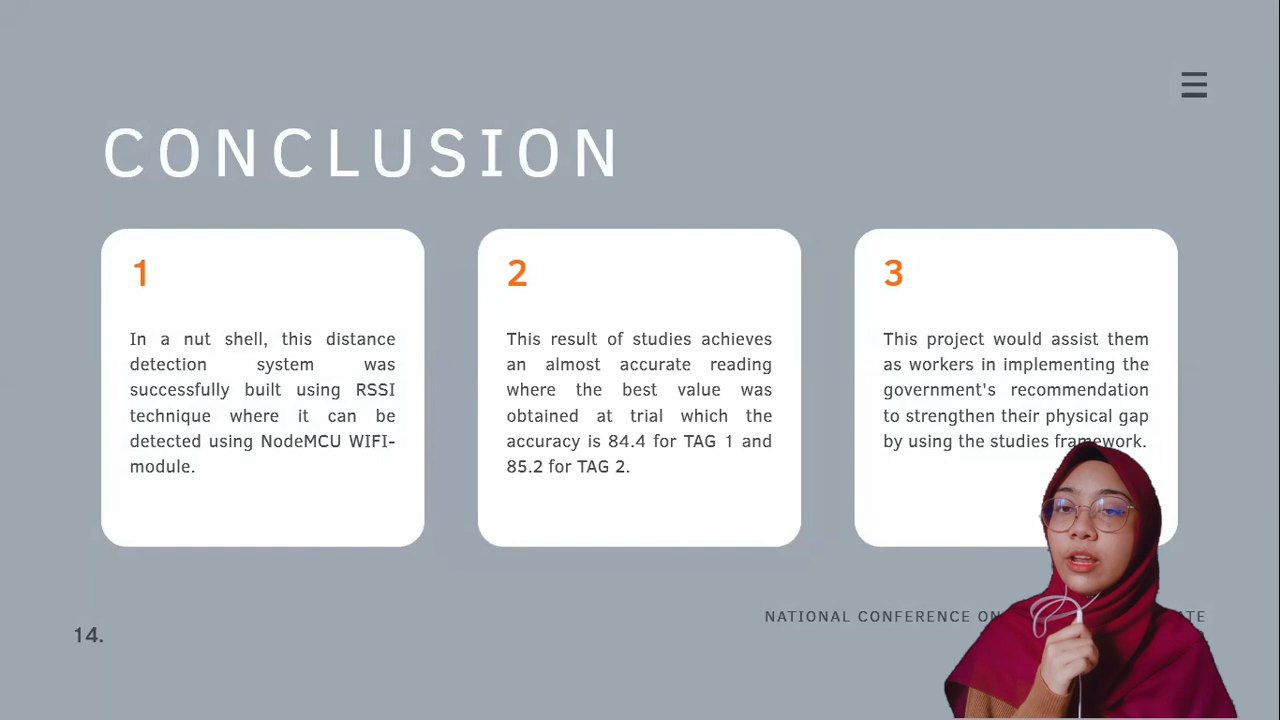 CONCLUSION
1
In a nut shell, this distance
detection system was
successfully built using RSSI
technique where it can be
detected using NodeMCU WIFI-
module.
2
This result of studies achieves
an almost accurate reading
where the best value was
obtained at trial which the
accuracy is 84.4 for TAG 1 and
85.2 for TAG 2.
3
This project would assist them
as workers in implementing the
government's recommendation
to strengthen their physical gap
by using the studies framework.
NATIONAL CONFERENCE ON
14.